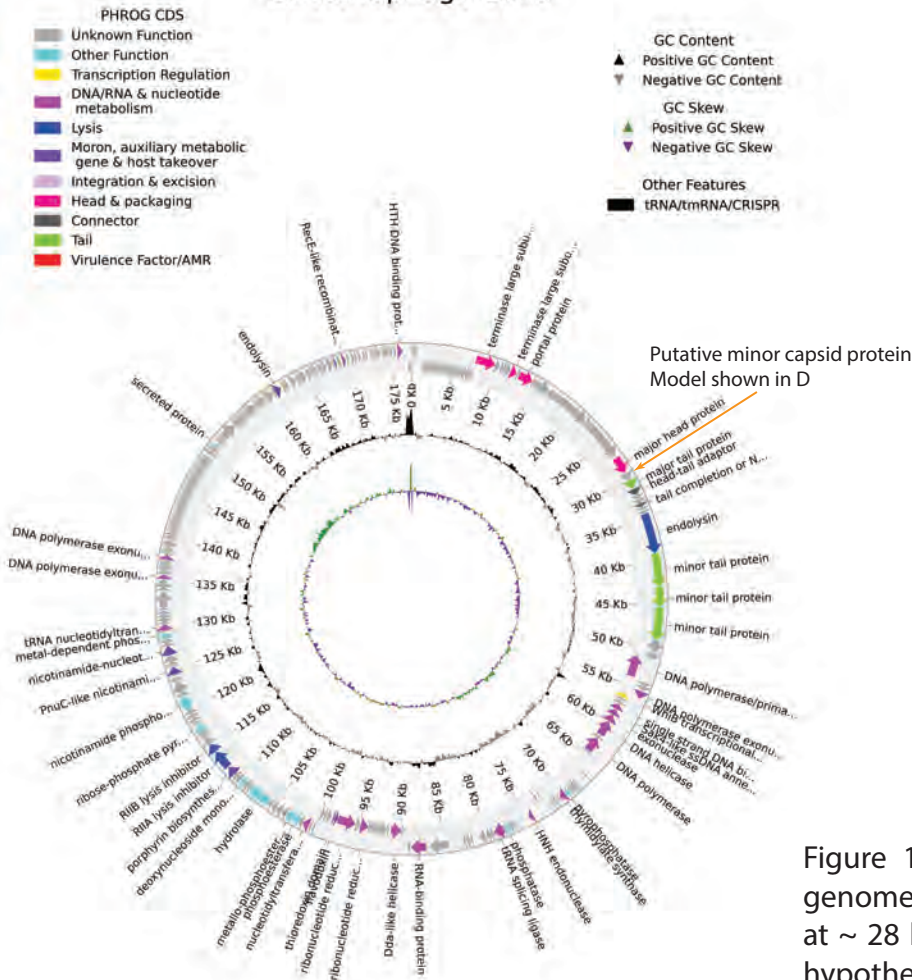 PHROG CDS
Unknown Function
Other Function
Transcription Regulation
DNA/RNA & nucleotide
metabolism
Lysis
Moron, auxiliary metabolic
gene & host takeover
Integration & excision
Head & packaging
Connector
Tail
Virulence Factor/AMR
GC Content
Positive GC Content
Negative GC Content
GC Skew
Positive GC Skew
Negative GC Skew
Other Features
tRNA/tmRNA/CRISPR
Putative minor capsid protein
Model shown in D
HTH-DNA binding prot...
terminase large subu...
terminase large subo...
portal protein
major head protein
major tail protein
head-tail adaptor
tail completion or N...
endolysin
minor tail protein
minor tail protein
minor tail protein
DNA polymerase/prima...
DNA polymerase exonu...
WhiB transcriptional...
single strand DNA bi...
Sak4-like ssDNA anne...
exonuclease
DNA helicase
DNA polymerase
pyrophosphatase
thymidylate synthase
HNH endonuclease
phosphatase
tRNA splicing ligase
RNA-binding protein
Dda-like helicase
ribonucleotide reduc...
ribonucleotide reduc...
thioredoxin domain
flavodoxin
nucleotidyltransfera...
phosphoesterase
metallo-phosphoester...
hydrolase
deoxynucleoside mono...
porphyrin biosynthes...
RIIA lysis inhibitor
RIIB lysis inhibitor
ribose-phosphate pyr...
nicotinamide phospho...
PnuC-like nicotinami...
nicotinamide-nucleot...
metal-dependent phos...
tRNA nucleotidyltran...
DNA polymerase exonu...
DNA polymerase exonu...
secreted protein
endolysin
RecE-like recombinat...
0 Kb
5 Kb
10 Kb
15 Kb
20 Kb
25 Kb
30 Kb
35 Kb
40 Kb
45 Kb
50 Kb
55 Kb
60 Kb
65 Kb
70 Kb
75 Kb
80 Kb
85 Kb
90 Kb
95 Kb
100 Kb
105 Kb
110 Kb
115 Kb
120 Kb
125 Kb
130 Kb
135 Kb
140 Kb
145 Kb
150 Kb
155 Kb
160 Kb
165 Kb
170 Kb
175 Kb
Figure 1
genome
at ~ 28
hypothe